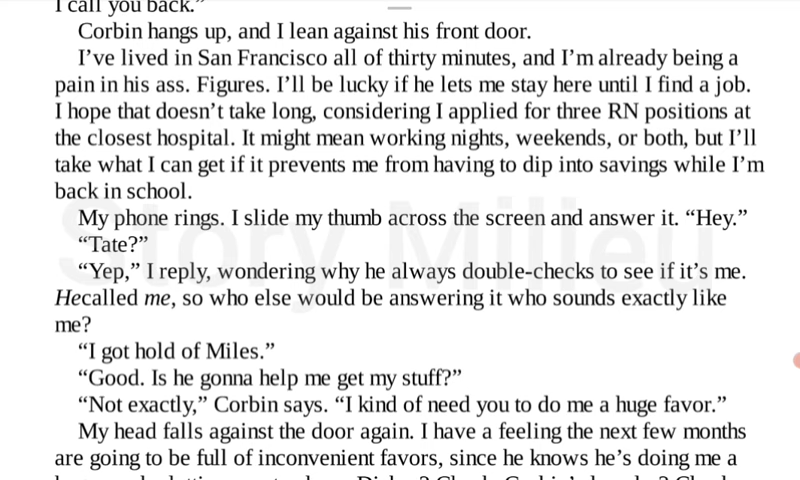 I call you back.”
Corbin hangs up, and I lean against his front door.
I’ve lived in San Francisco all of thirty minutes, and I’m already being a
pain in his ass. Figures. I’ll be lucky if he lets me stay here until I find a job.
I hope that doesn’t take long, considering I applied for three RN positions at
the closest hospital. It might mean working nights, weekends, or both, but I’ll
take what I can get if it prevents me from having to dip into savings while I’m
back in school.
My phone rings. I slide my thumb across the screen and answer it. “Hey.”
“Tate?”
“Yep,” I reply, wondering why he always double-checks to see if it’s me.
Hecalled me, so who else would be answering it who sounds exactly like
me?
“I got hold of Miles.”
“Good. Is he gonna help me get my stuff?”
“Not exactly,” Corbin says. “I kind of need you to do me a huge favor.”
My head falls against the door again. I have a feeling the next few months
are going to be full of inconvenient favors, since he knows he’s doing me a
Story Milieu